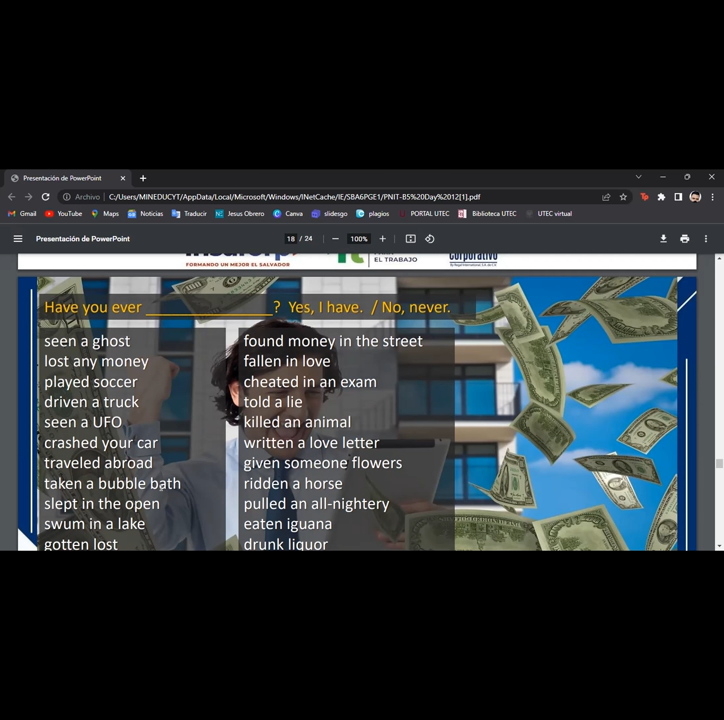 Presentación de PowerPoint
Archivo C:/Users/MINEDUCYT/AppData/Local/Microsoft/Windows/INetCache/IE/SBA6PGE1/PNIT-B5%20Day%2012[1].pdf
Gmail YouTube Maps Noticias Traducir Jesus Obrero Canva slidesgo plagios PORTAL UTEC Biblioteca UTEC UTEC virtual
Presentación de PowerPoint 18 / 24 100%
FORMANDO UN MEJOR EL SALVADOR
EL TRABAJO
Corporativo
Have you ever _______________? Yes, I have. / No, never.
seen a ghost
lost any money
played soccer
driven a truck
seen a UFO
crashed your car
traveled abroad
taken a bubble bath
slept in the open
swum in a lake
gotten lost
found money in the street
fallen in love
cheated in an exam
told a lie
killed an animal
written a love letter
given someone flowers
ridden a horse
pulled an all-nightery
eaten iguana
drunk liquor